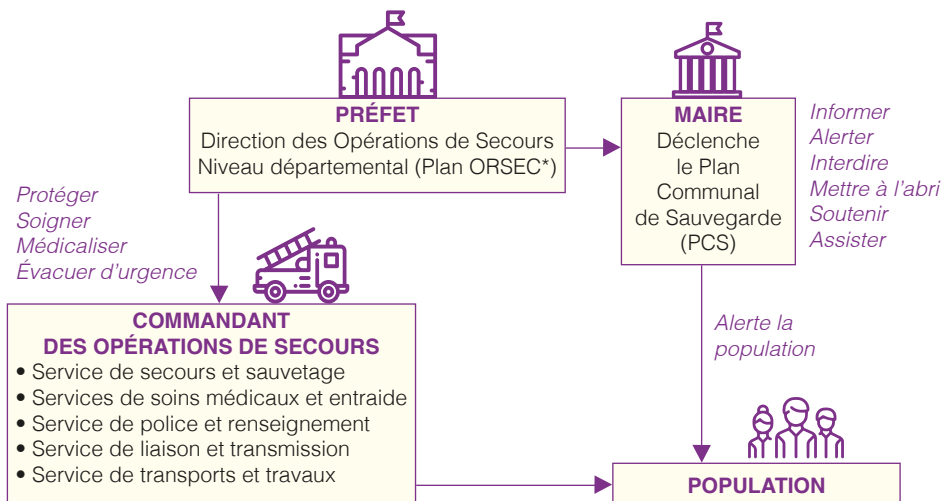 PRÉFET
Direction des Opérations de Secours
Niveau départemental (Plan ORSEC*)
MAIRE
Déclenche
le Plan
Communal
de Sauvegarde
(PCS)
Informer
Alerter
Interdire
Mettre à l'abri
Soutenir
Assister
Protéger
Soigner
Médicaliser
Évacuer d'urgence
COMMANDANT
DES OPÉRATIONS DE SECOURS
• Service de secours et sauvetage
• Services de soins médicaux et entraide
• Service de police et renseignement
• Service de liaison et transmission
• Service de transports et travaux
Alerte la
population
POPULATION